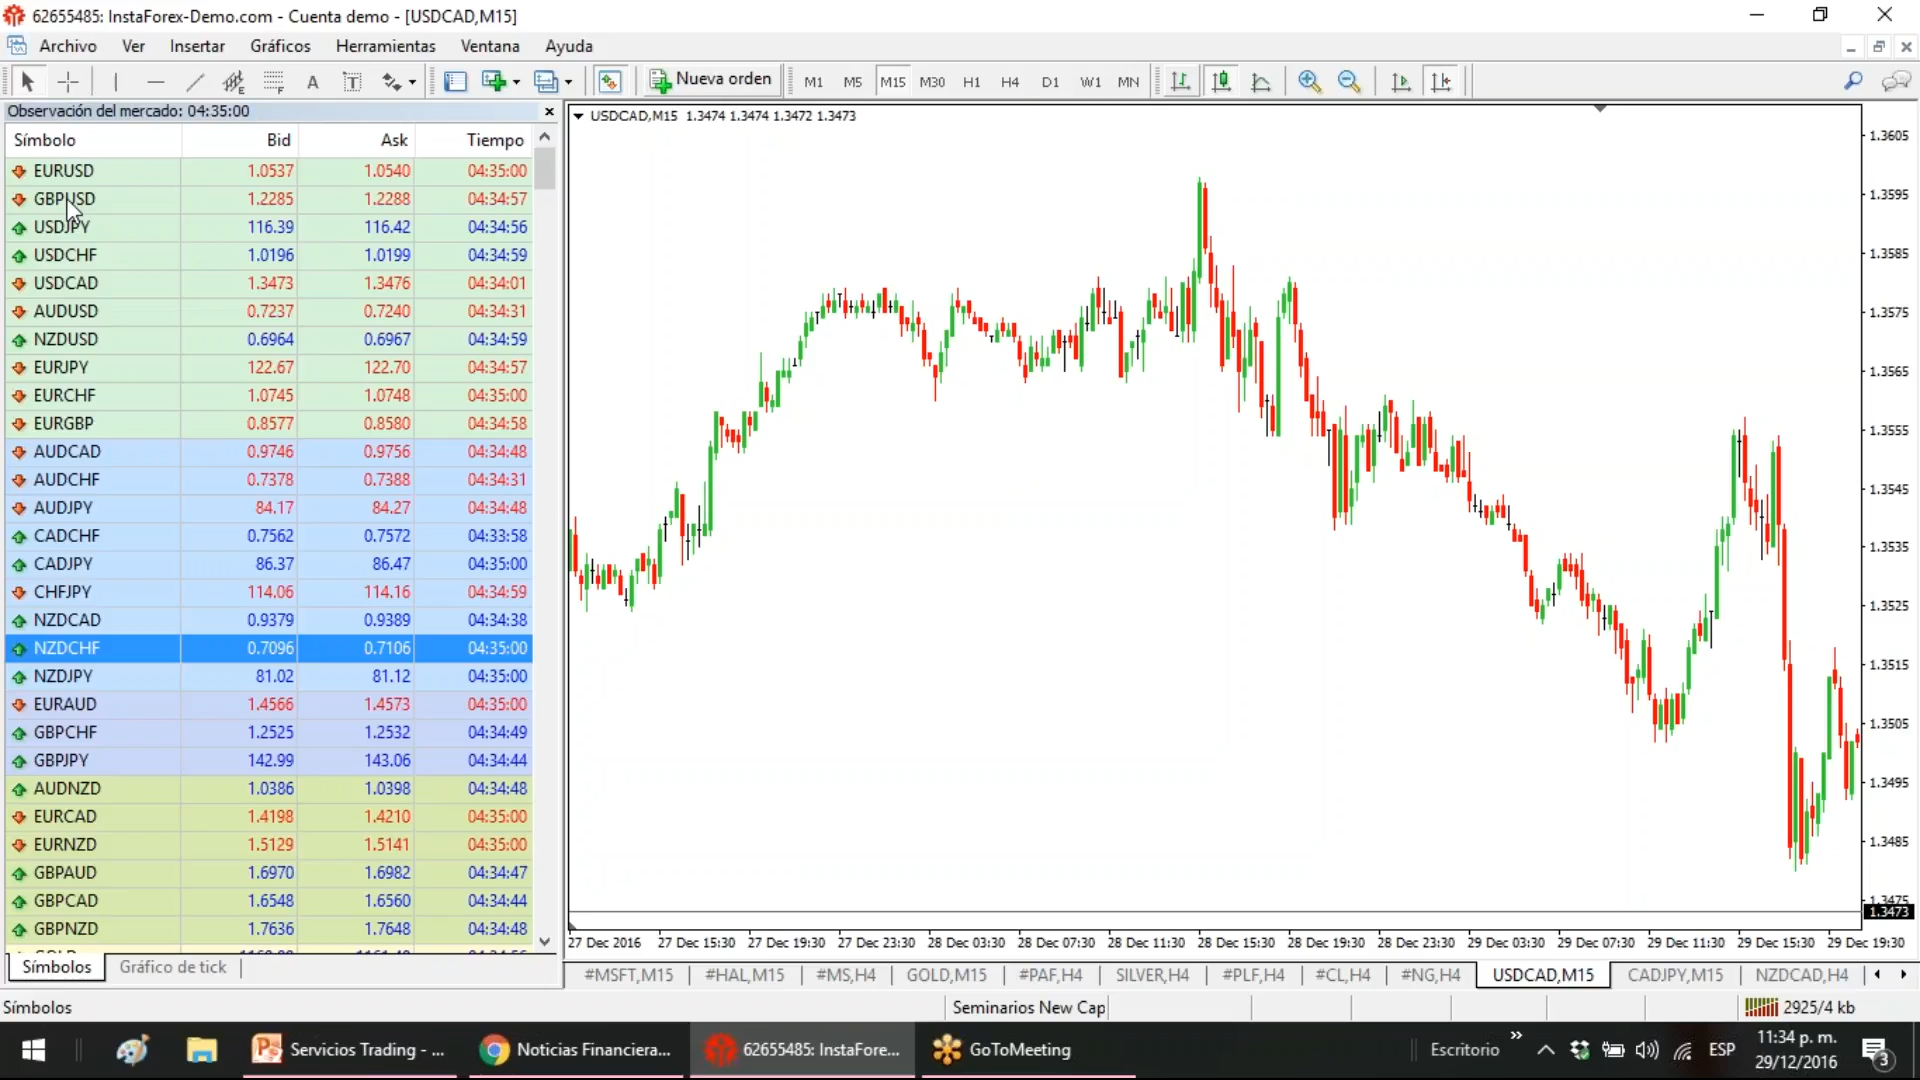 62655485: InstaForex-Demo.com - Cuenta demo - [USDCAD,M15]
Archivo Ver Insertar Gráficos Herramientas Ventana Ayuda
A T Nueva orden M1 M5 M15 M30 H1 H4 D1 W1 MN
Observación del mercado: 04:35:00
Símbolo Bid Ask Tiempo
EURUSD 1.0537 1.0540 04:35:00
GBPUSD 1.2285 1.2288 04:34:57
USDJPY 116.39 116.42 04:34:56
USDCHF 1.0196 1.0199 04:34:59
USDCAD 1.3473 1.3476 04:34:01
AUDUSD 0.7237 0.7240 04:34:31
NZDUSD 0.6964 0.6967 04:34:59
EURJPY 122.67 122.70 04:34:57
EURCHF 1.0745 1.0748 04:35:00
EURGBP 0.8577 0.8580 04:34:58
AUDCAD 0.9746 0.9756 04:34:48
AUDCHF 0.7378 0.7388 04:34:31
AUDJPY 84.17 84.27 04:34:48
CADCHF 0.7562 0.7572 04:33:58
CADJPY 86.37 86.47 04:35:00
CHFJPY 114.06 114.16 04:34:59
NZDCAD 0.9379 0.9389 04:34:38
NZDCHF 0.7096 0.7106 04:35:00
NZDJPY 81.02 81.12 04:35:00
EURAUD 1.4566 1.4573 04:35:00
GBPCHF 1.2525 1.2532 04:34:49
GBPJPY 142.99 143.06 04:34:44
AUDNZD 1.0386 1.0398 04:34:48
EURCAD 1.4198 1.4210 04:35:00
EURNZD 1.5129 1.5141 04:35:00
GBPAUD 1.6970 1.6982 04:34:47
GBPCAD 1.6548 1.6560 04:34:44
GBPNZD 1.7636 1.7648 04:34:48
Símbolos Gráfico de tick
USDCAD,M15 1.3474 1.3474 1.3472 1.3473
1.3605
1.3595
1.3585
1.3575
1.3565
1.3555
1.3545
1.3535
1.3525
1.3515
1.3505
1.3495
1.3485
1.3475
1.3473
27 Dec 2016 27 Dec 15:30 27 Dec 19:30 27 Dec 23:30 28 Dec 03:30 28 Dec 07:30 28 Dec 11:30 28 Dec 15:30 28 Dec 19:30 28 Dec 23:30 29 Dec 03:30 29 Dec 07:30 29 Dec 11:30 29 Dec 15:30 29 Dec 19:30
#MSFT,M15 #HAL,M15 #MS,H4 GOLD,M15 #PAF,H4 SILVER,H4 #PLF,H4 #CL,H4 #NG,H4 USDCAD,M15 CADJPY,M15 NZDCAD,H4
Símbolos Seminarios New Cap 2925/4 kb
Servicios Trading - ... Noticias Financiera... 62655485: InstaFore... GoToMeeting Escritorio ESP
11:34 p. m.
29/12/2016
3